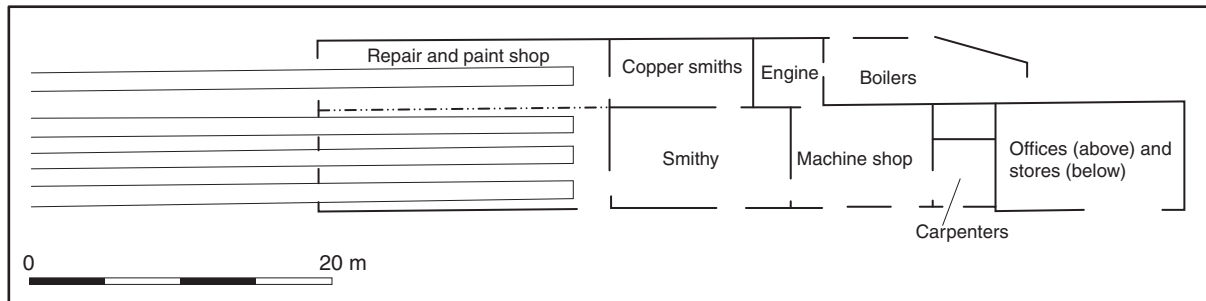 Repair and paint shop
Copper smiths
Engine
Boilers
Smithy
Machine shop
Offices (above) and
stores (below)
Carpenters
0
20 m